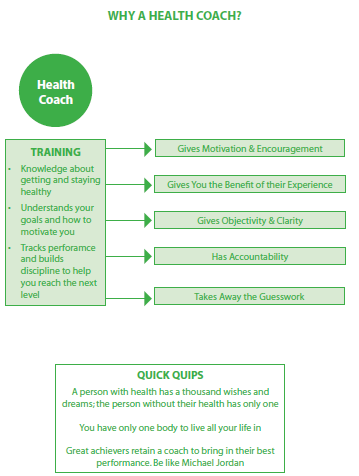 WHY A HEALTH COACH?
Health
Coach
TRAINING
• Knowledge about
getting and staying
healthy
• Understands your
goals and how to
motivate you
• Tracks perforamce
and builds
discipline to help
you reach the next
level
Gives Motivation & Encouragement
Gives You the Benefit of their Experience
Gives Objectivity & Clarity
Has Accountability
Takes Away the Guesswork
QUICK QUIPS
A person with health has a thousand wishes and
dreams; the person without their health has only one
You have only one body to live all your life in
Great achievers retain a coach to bring in their best
performance. Be like Michael Jordan